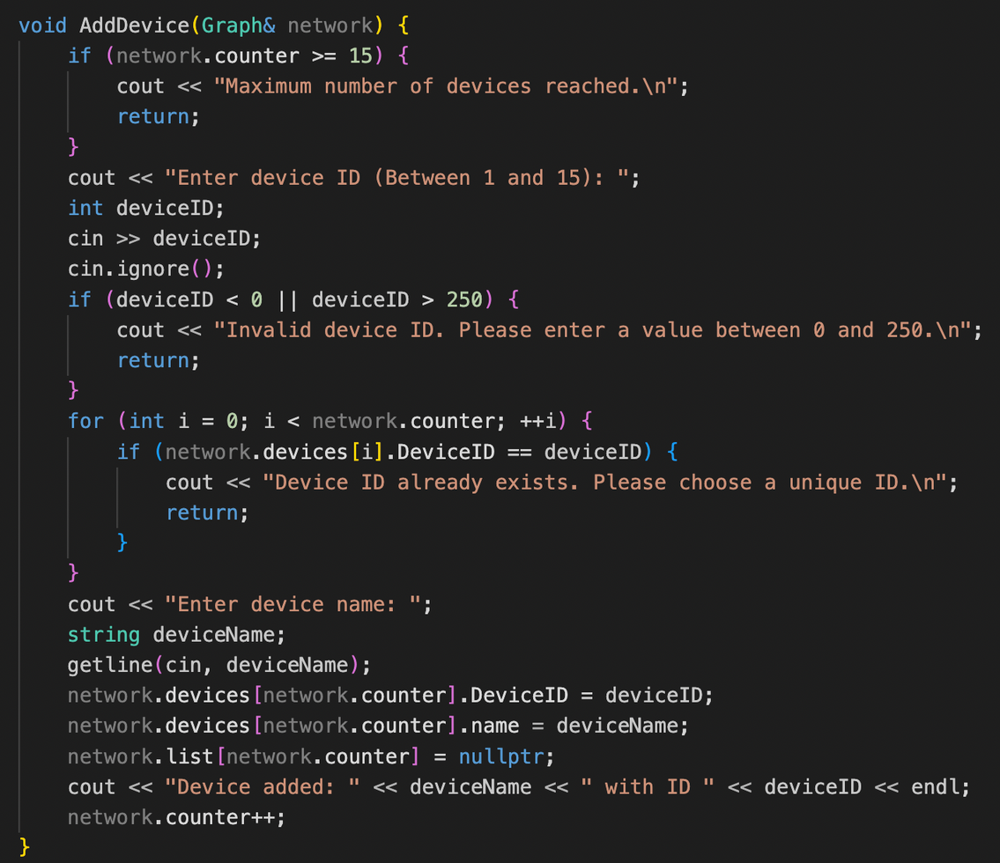 void AddDevice(Graph& network) {
    if (network.counter >= 15) {
        cout << "Maximum number of devices reached.\n";
        return;
    }
    cout << "Enter device ID (Between 1 and 15): ";
    int deviceID;
    cin >> deviceID;
    cin.ignore();
    if (deviceID < 0 || deviceID > 250) {
        cout << "Invalid device ID. Please enter a value between 0 and 250.\n";
        return;
    }
    for (int i = 0; i < network.counter; ++i) {
        if (network.devices[i].DeviceID == deviceID) {
            cout << "Device ID already exists. Please choose a unique ID.\n";
            return;
        }
    }
    cout << "Enter device name: ";
    string deviceName;
    getline(cin, deviceName);
    network.devices[network.counter].DeviceID = deviceID;
    network.devices[network.counter].name = deviceName;
    network.list[network.counter] = nullptr;
    cout << "Device added: " << deviceName << " with ID " << deviceID << endl;
    network.counter++;
}